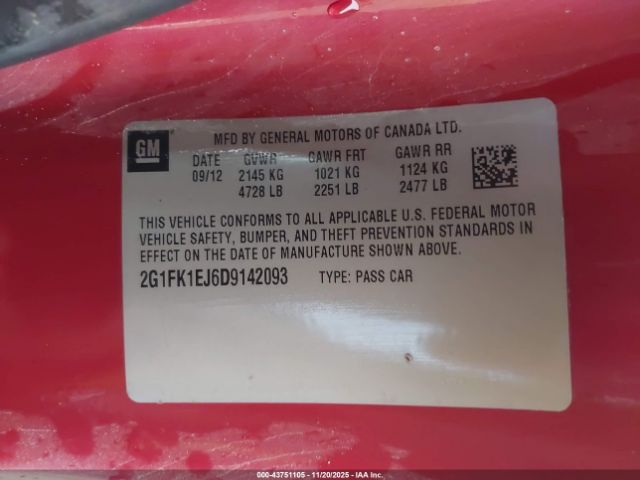 GM
MFD BY GENERAL MOTORS OF CANADA LTD.
DATE GVWR GAWR FRT GAWR RR
09/12 2145 KG 1021 KG 1124 KG
4728 LB 2251 LB 2477 LB
THIS VEHICLE CONFORMS TO ALL APPLICABLE U.S. FEDERAL MOTOR
VEHICLE SAFETY, BUMPER, AND THEFT PREVENTION STANDARDS IN
EFFECT ON THE DATE OF MANUFACTURE SHOWN ABOVE.
2G1FK1EJ6D9142093 TYPE: PASS CAR
000-43751105 - 11/20/2025 - IAA Inc.